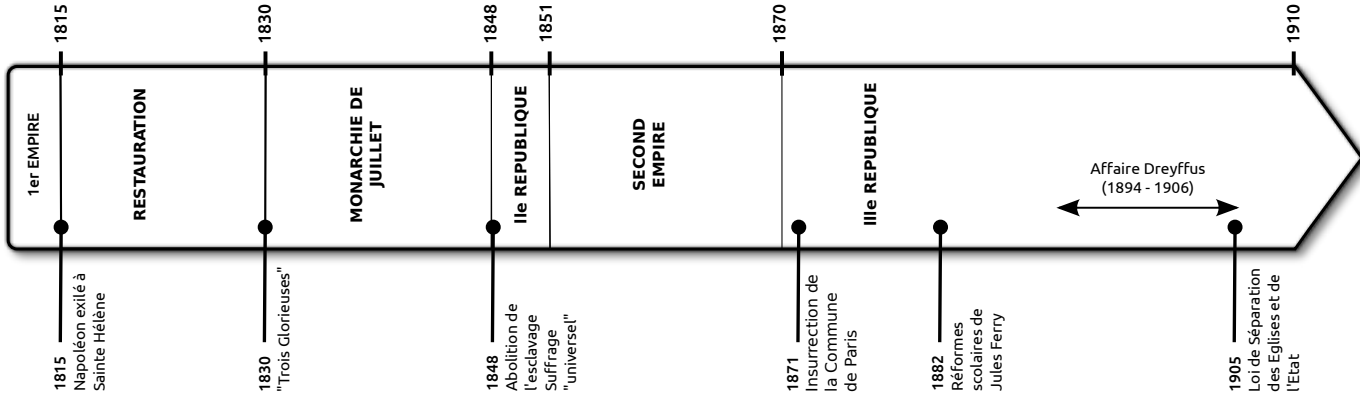 1815
1830
1848
1851
1870
1910
1er EMPIRE
RESTAURATION
MONARCHIE DE
JUILLET
IIe REPUBLIQUE
SECOND
EMPIRE
IIIe REPUBLIQUE
Affaire Dreyffus
(1894 - 1906)
1815
Napoléon exilé à
Sainte Hélène
1830
"Trois Glorieuses"
1848
Abolition de
l'esclavage
Suffrage
"universel"
1871
Insurrection de
la Commune
de Paris
1882
Réformes
scolaires de
Jules Ferry
1905
Loi de Séparation
des Eglises et de
l'Etat